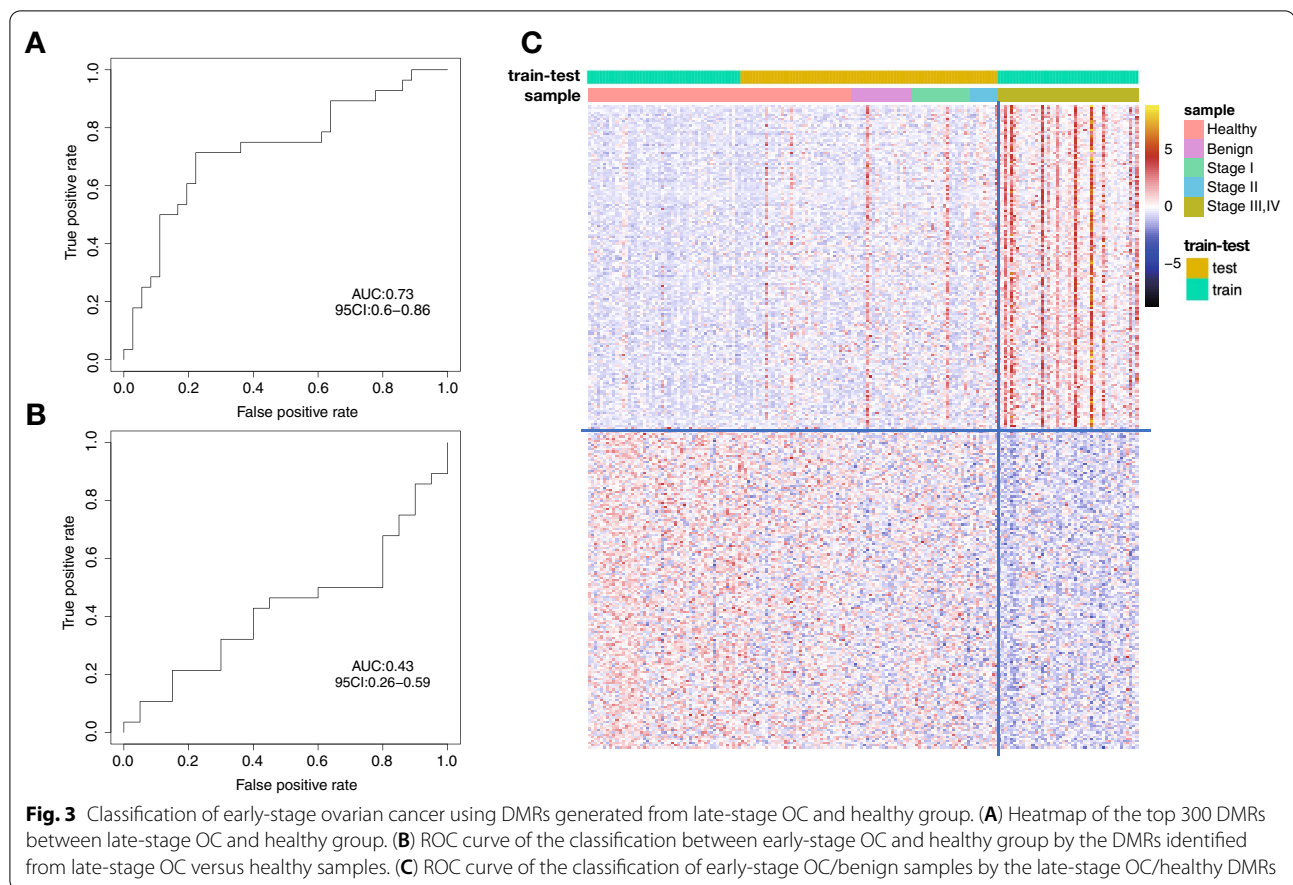 A
1.0
0.8
0.6
0.4
0.2
0.0
True positive rate
AUC:0.73
95CI:0.6–0.86
0.0 0.2 0.4 0.6 0.8 1.0
False positive rate
B
1.0
0.8
0.6
0.4
0.2
0.0
True positive rate
AUC:0.43
95CI:0.26–0.59
0.0 0.2 0.4 0.6 0.8 1.0
False positive rate
C
train-test
sample
5
0
−5
sample
Healthy
Benign
Stage I
Stage II
Stage III,IV
train-test
test
train
Fig. 3 Classification of early-stage ovarian cancer using DMRs generated from late-stage OC and healthy group. (A) Heatmap of the top 300 DMRs
between late-stage OC and healthy group. (B) ROC curve of the classification between early-stage OC and healthy group by the DMRs identified
from late-stage OC versus healthy samples. (C) ROC curve of the classification of early-stage OC/benign samples by the late-stage OC/healthy DMRs